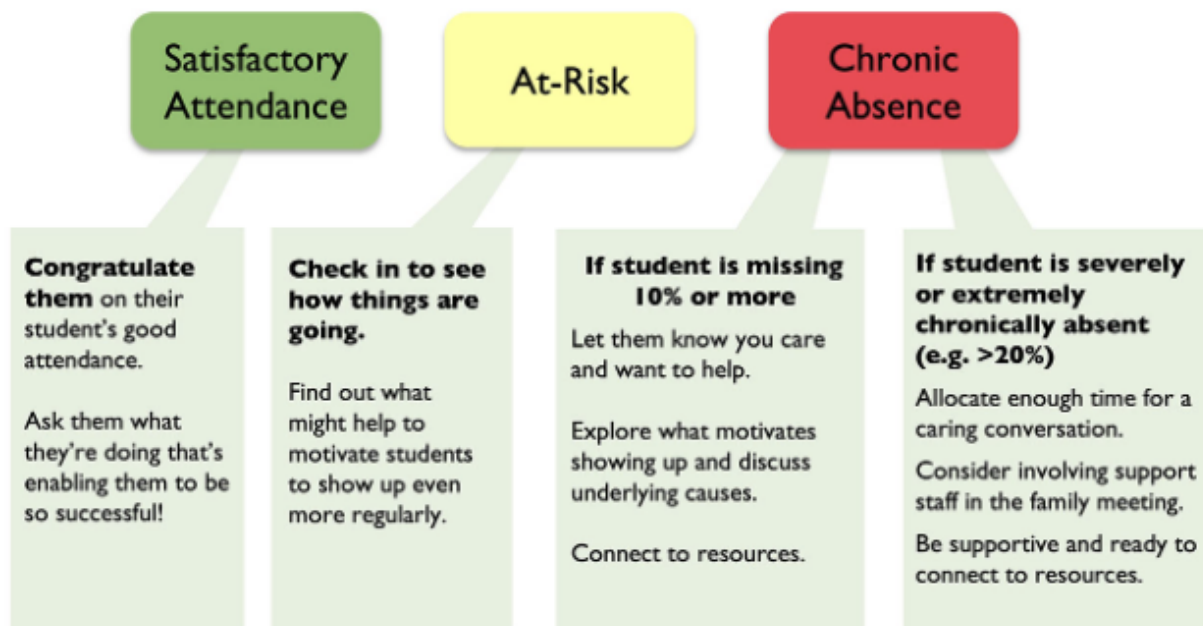 Satisfactory
Attendance
At-Risk
Chronic
Absence
Congratulate
them on their
student's good
attendance.
Ask them what
they're doing that's
enabling them to be
so successful!
Check in to see
how things are
going.
Find out what
might help to
motivate students
to show up even
more regularly.
If student is missing
10% or more
Let them know you care
and want to help.
Explore what motivates
showing up and discuss
underlying causes.
Connect to resources.
If student is severely
or extremely
chronically absent
(e.g. >20%)
Allocate enough time for a
caring conversation.
Consider involving support
staff in the family meeting.
Be supportive and ready to
connect to resources.